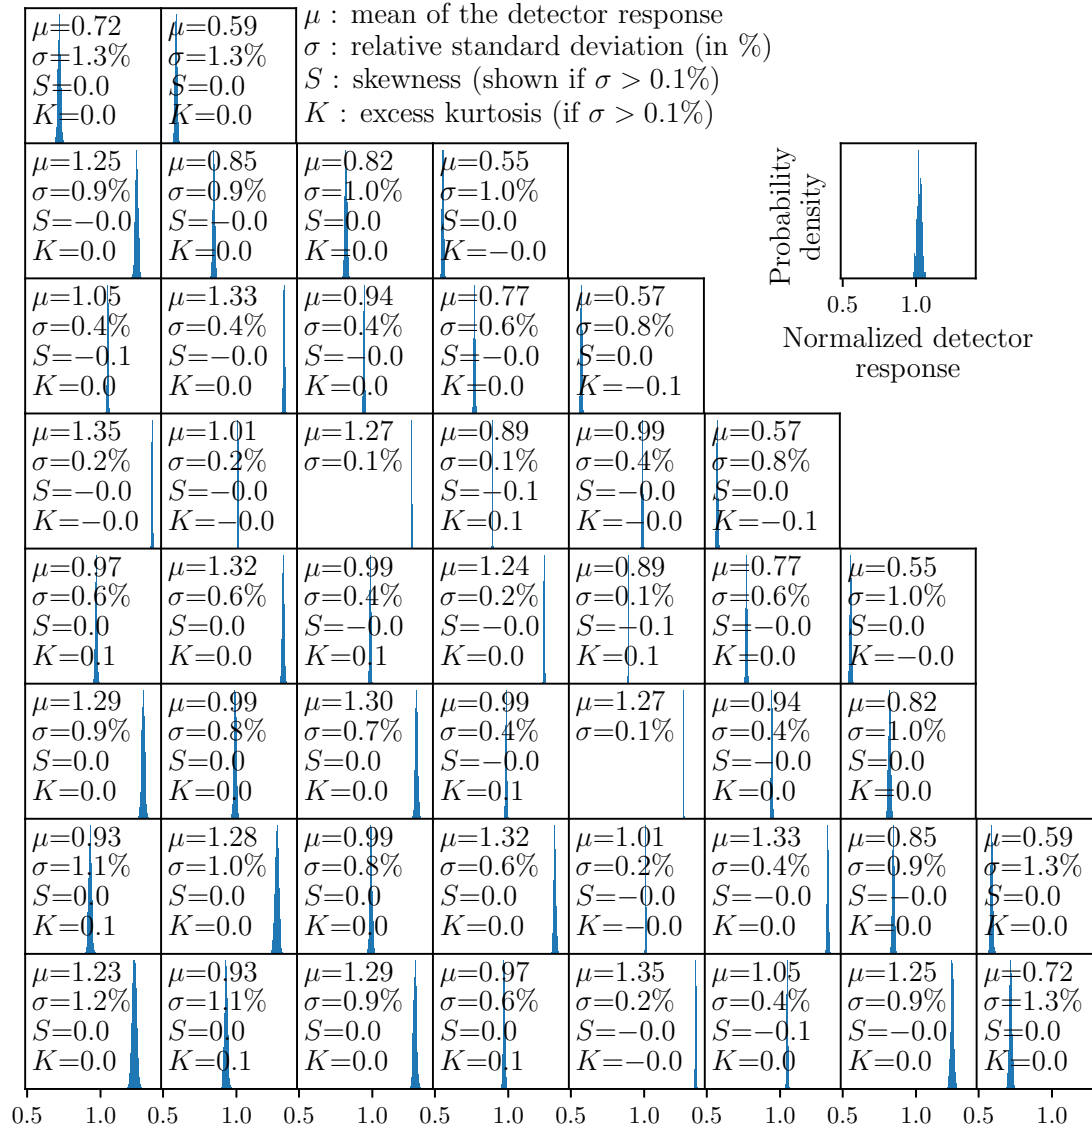 μ=0.72
σ=1.3%
S=0.0
K=0.0
μ=0.59
σ=1.3%
S=0.0
K=0.0
μ : mean of the detector response
σ : relative standard deviation (in %)
S : skewness (shown if σ > 0.1%)
K : excess kurtosis (if σ > 0.1%)
μ=1.25
σ=0.9%
S=−0.0
K=0.0
μ=0.85
σ=0.9%
S=−0.0
K=0.0
μ=0.82
σ=1.0%
S=0.0
K=0.0
μ=0.55
σ=1.0%
S=0.0
K=−0.0
Probability
density
0.5 1.0
Normalized detector
response
μ=1.05
σ=0.4%
S=−0.1
K=0.0
μ=1.33
σ=0.4%
S=−0.0
K=0.0
μ=0.94
σ=0.4%
S=−0.0
K=0.0
μ=0.77
σ=0.6%
S=−0.0
K=0.0
μ=0.57
σ=0.8%
S=0.0
K=−0.1
μ=1.35
σ=0.2%
S=−0.0
K=−0.0
μ=1.01
σ=0.2%
S=−0.0
K=−0.0
μ=1.27
σ=0.1%
μ=0.89
σ=0.1%
S=−0.1
K=0.1
μ=0.99
σ=0.4%
S=−0.0
K=−0.0
μ=0.57
σ=0.8%
S=0.0
K=−0.1
μ=0.97
σ=0.6%
S=0.0
K=0.1
μ=1.32
σ=0.6%
S=0.0
K=0.0
μ=0.99
σ=0.4%
S=−0.0
K=0.1
μ=1.24
σ=0.2%
S=−0.0
K=0.0
μ=0.89
σ=0.1%
S=−0.1
K=0.1
μ=0.77
σ=0.6%
S=−0.0
K=0.0
μ=0.55
σ=1.0%
S=0.0
K=−0.0
μ=1.29
σ=0.9%
S=0.0
K=0.0
μ=0.99
σ=0.8%
S=0.0
K=0.0
μ=1.30
σ=0.7%
S=0.0
K=0.0
μ=0.99
σ=0.4%
S=−0.0
K=0.1
μ=1.27
σ=0.1%
μ=0.94
σ=0.4%
S=−0.0
K=0.0
μ=0.82
σ=1.0%
S=0.0
K=0.0
μ=0.93
σ=1.1%
S=0.0
K=0.1
μ=1.28
σ=1.0%
S=0.0
K=0.0
μ=0.99
σ=0.8%
S=0.0
K=0.0
μ=1.32
σ=0.6%
S=0.0
K=0.0
μ=1.01
σ=0.2%
S=−0.0
K=−0.0
μ=1.33
σ=0.4%
S=−0.0
K=0.0
μ=0.85
σ=0.9%
S=−0.0
K=0.0
μ=0.59
σ=1.3%
S=0.0
K=0.0
μ=1.23
σ=1.2%
S=0.0
K=0.0
μ=0.93
σ=1.1%
S=0.0
K=0.1
μ=1.29
σ=0.9%
S=0.0
K=0.0
μ=0.97
σ=0.6%
S=0.0
K=0.1
μ=1.35
σ=0.2%
S=−0.0
K=−0.0
μ=1.05
σ=0.4%
S=−0.1
K=0.0
μ=1.25
σ=0.9%
S=−0.0
K=0.0
μ=0.72
σ=1.3%
S=0.0
K=0.0
0.5 1.0 0.5 1.0 0.5 1.0 0.5 1.0 0.5 1.0 0.5 1.0 0.5 1.0 0.5 1.0